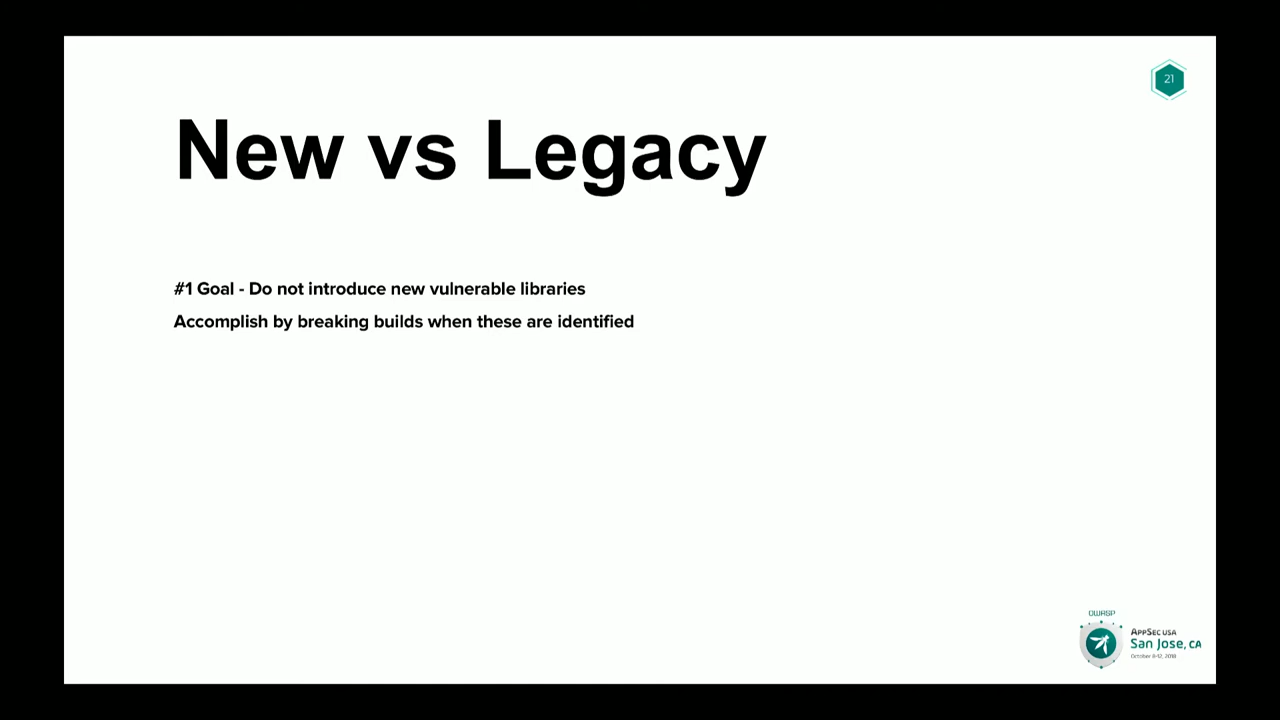 21
New vs Legacy
#1 Goal - Do not introduce new vulnerable libraries
Accomplish by breaking builds when these are identified
OWASP
AppSec USA
San Jose, CA
October 8-12, 2018